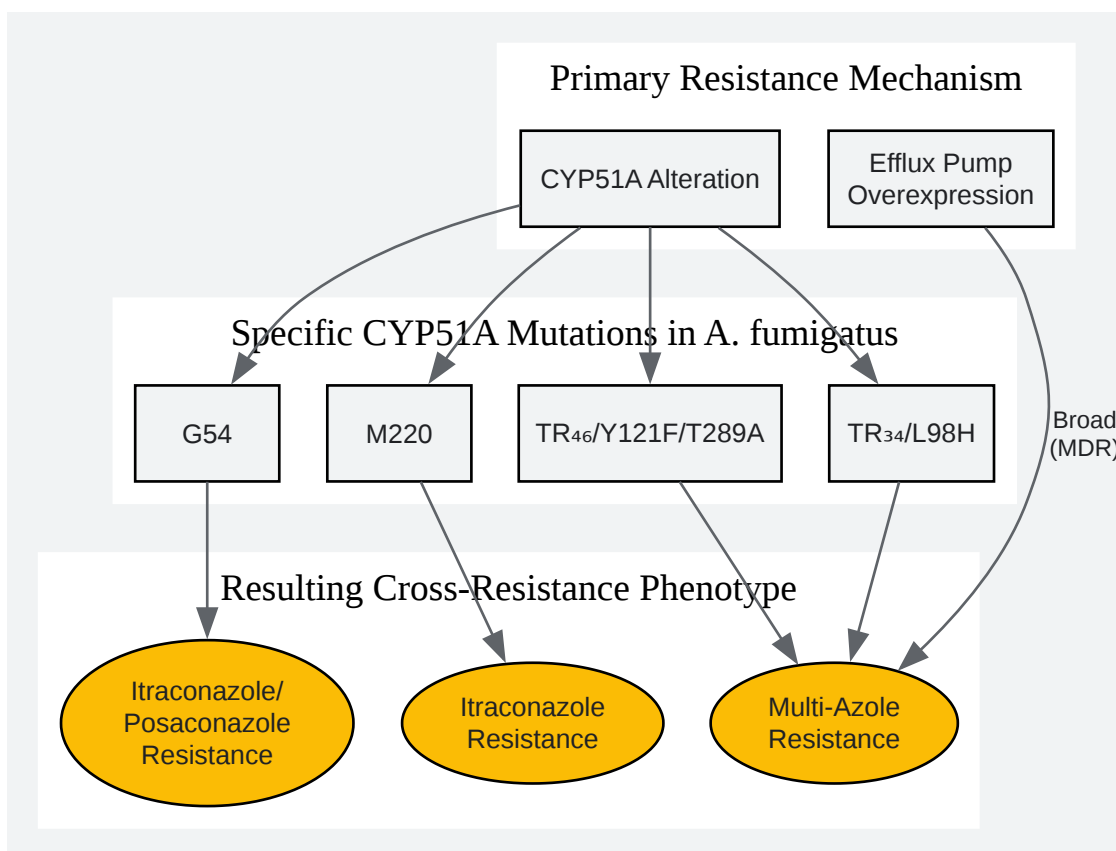 Primary Resistance Mechanism
CYP51A Alteration
Efflux Pump
Overexpression
Specific CYP51A Mutations in A. fumigatus
G54
M220
TR₄₆/Y121F/T289A
TR₃₄/L98H
Broad
(MDR)
Resulting Cross-Resistance Phenotype
Itraconazole/
Posaconazole
Resistance
Itraconazole
Resistance
Multi-Azole
Resistance